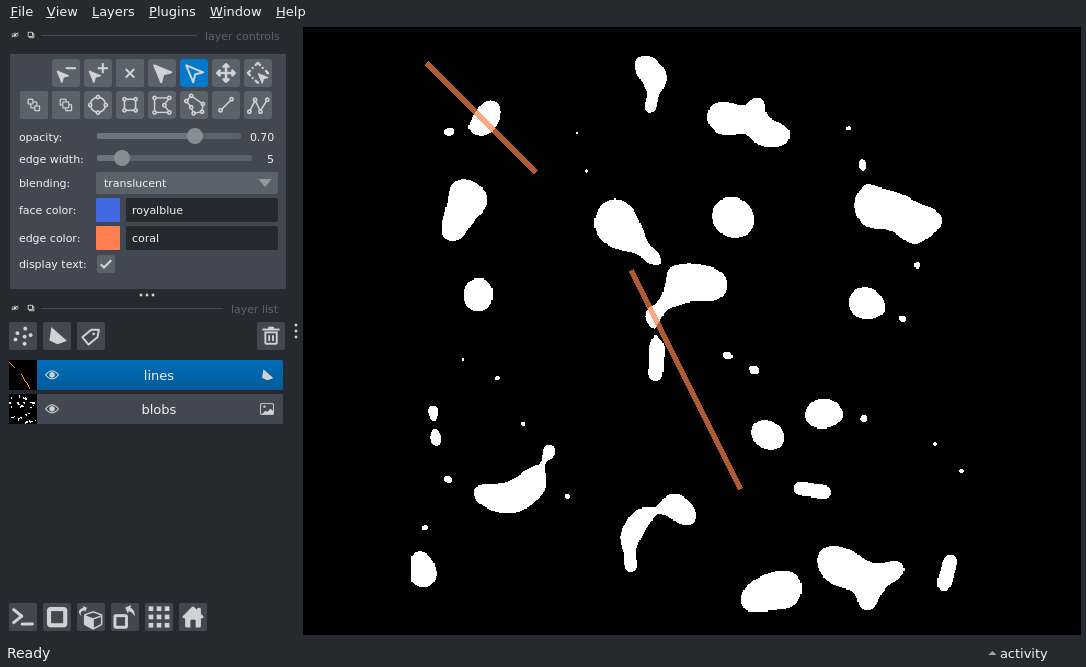 File View Layers Plugins Window Help
layer controls
opacity: 0.70
edge width: 5
blending: translucent
face color: royalblue
edge color: coral
display text:
layer list
lines
blobs
Ready activity